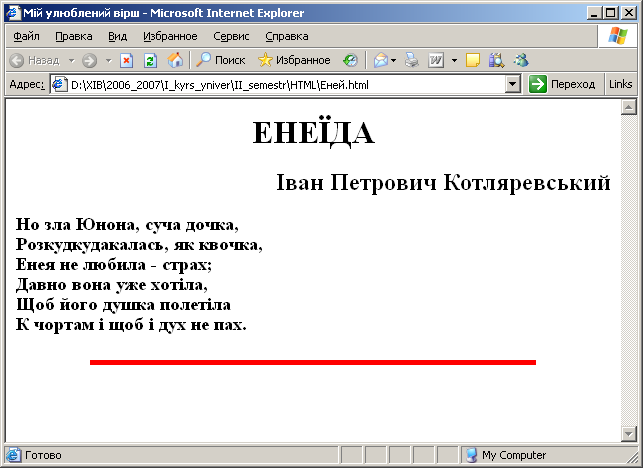 Мій улюблений вірш - Microsoft Internet Explorer
Файл Правка Вид Избранное Сервис Справка
Назад Поиск Избранное
Адрес: D:\XIB\2006_2007\I_kyrs_yniver\II_semestr\HTML\Еней.html Переход Links
ЕНЕЇДА
Іван Петрович Котляревський
Но зла Юнона, суча дочка,
Розкудкудакалась, як квочка,
Енея не любила - страх;
Давно вона уже хотіла,
Щоб його душка полетіла
К чортам і щоб і дух не пах.
Готово My Computer